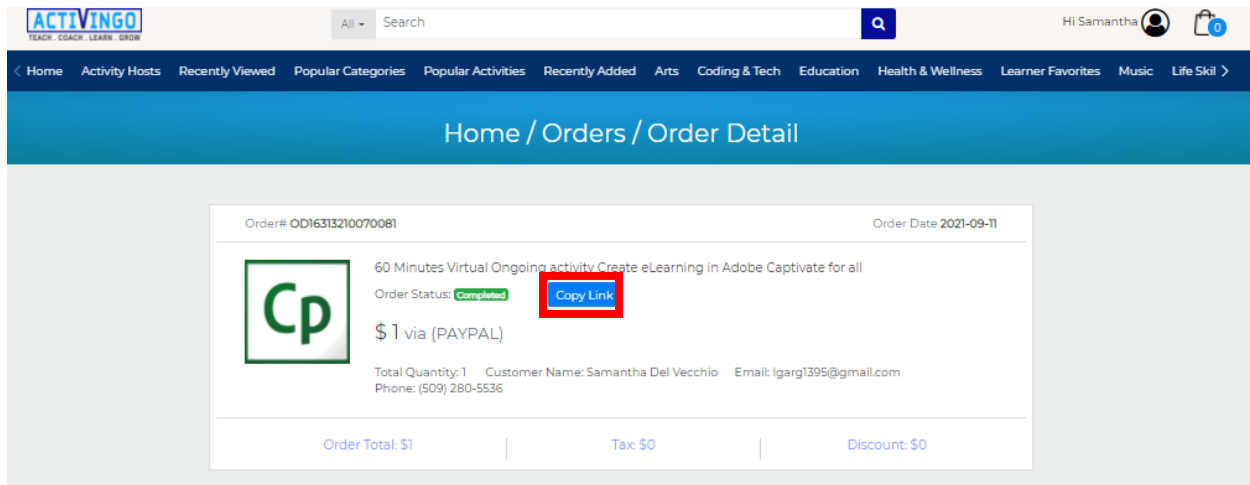 ACTIVINGO
TEACH . COACH . LEARN . GROW
All Search
Hi Samantha 0
Home Activity Hosts Recently Viewed Popular Categories Popular Activities Recently Added Arts Coding & Tech Education Health & Wellness Learner Favorites Music Life Skil
Home / Orders / Order Detail
Order# OD16313210070081 Order Date 2021-09-11
Cp
60 Minutes Virtual Ongoing activity Create eLearning in Adobe Captivate for all
Order Status: Completed Copy Link
$ 1 via (PAYPAL)
Total Quantity: 1 Customer Name: Samantha Del Vecchio Email: lgarg1395@gmail.com
Phone: (509) 280-5536
Order Total: $1 Tax: $0 Discount: $0